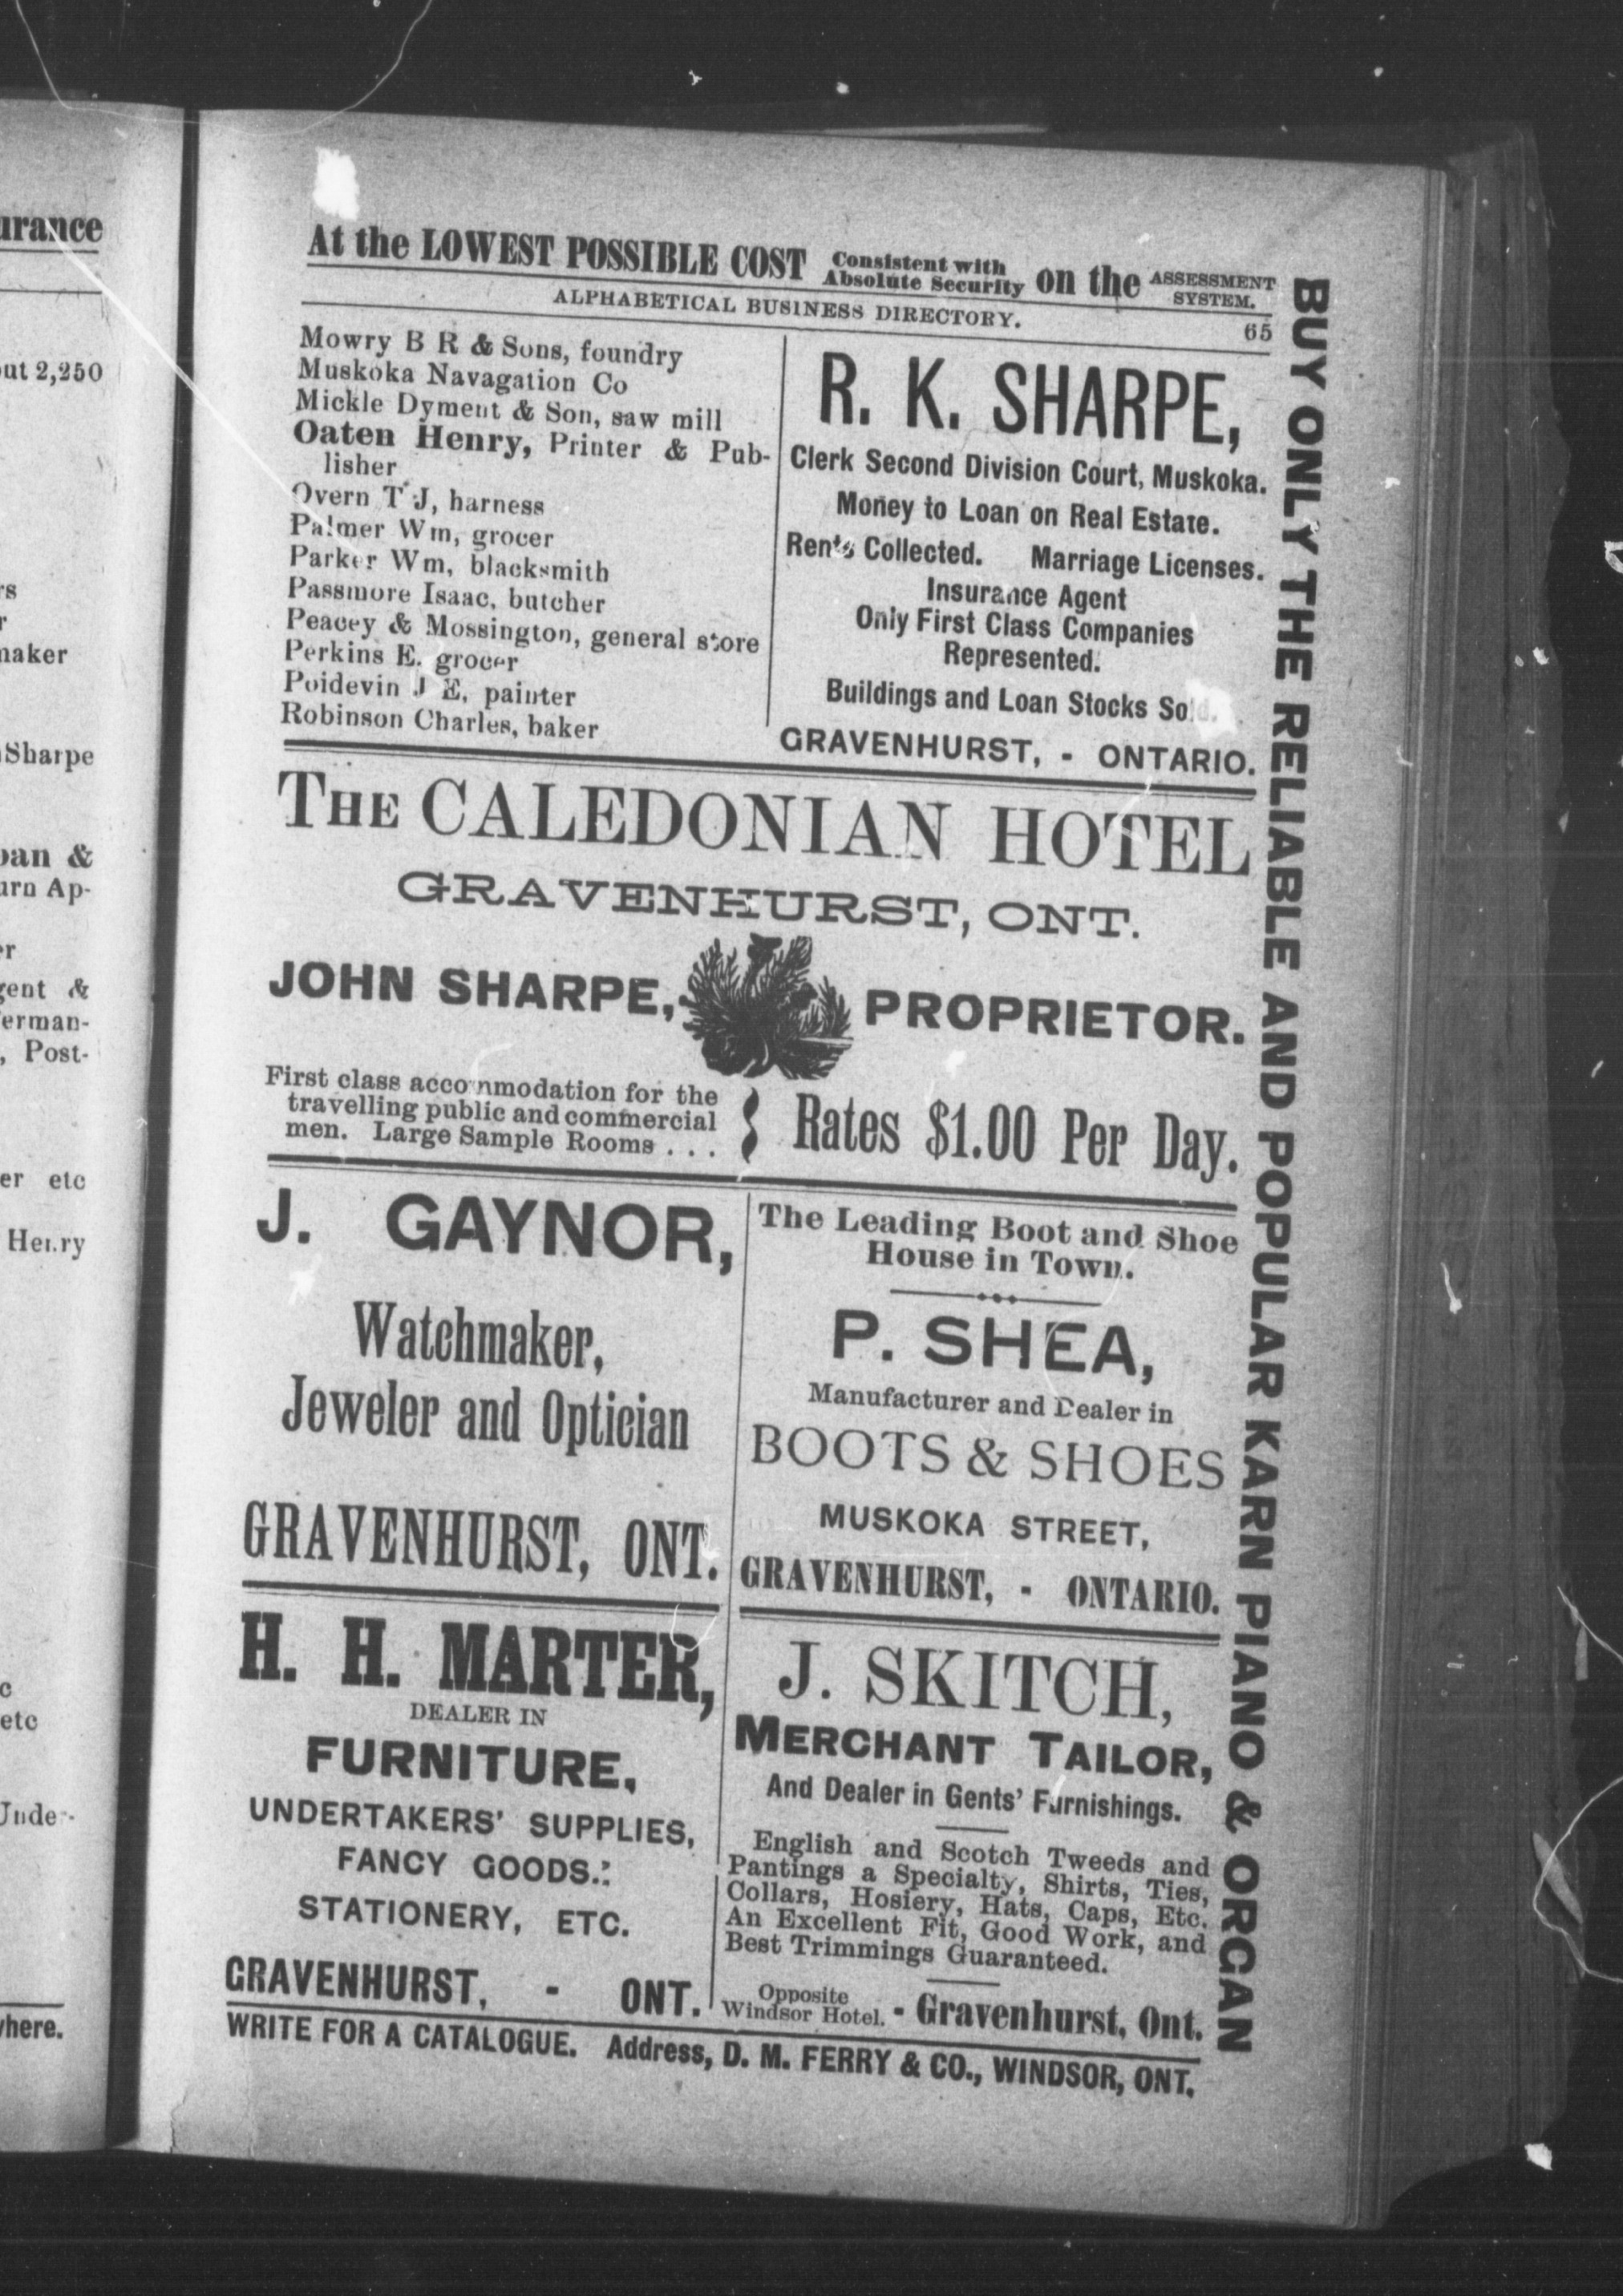 urance
ut 2,250
rs
r
naker
Sharpe
oan &
urn Ap-
er
gent &
erman-
, Post-
er etc
Henry
c
etc
Unde-
where.
At the LOWEST POSSIBLE COST Consistent with Absolute Security on the ASSESSMENT SYSTEM.
ALPHABETICAL BUSINESS DIRECTORY. 65
Mowry B R & Sons, foundry
Muskoka Navagation Co
Mickle Dyment & Son, saw mill
Oaten Henry, Printer & Pub-
lisher
Overn T J, harness
Palmer Wm, grocer
Parker Wm, blacksmith
Passmore Isaac, butcher
Peacey & Mossington, general store
Perkins E. grocer
Poidevin J E, painter
Robinson Charles, baker
R. K. SHARPE,
Clerk Second Division Court, Muskoka.
Money to Loan on Real Estate.
Rents Collected. Marriage Licenses.
Insurance Agent
Only First Class Companies
Represented.
Buildings and Loan Stocks Sold.
GRAVENHURST, - ONTARIO.
THE CALEDONIAN HOTEL
GRAVENHURST, ONT.
JOHN SHARPE, PROPRIETOR.
First class accommodation for the
travelling public and commercial
men. Large Sample Rooms . . .
Rates $1.00 Per Day.
J. GAYNOR,
Watchmaker,
Jeweler and Optician
GRAVENHURST, ONT.
The Leading Boot and Shoe
House in Town.
P. SHEA,
Manufacturer and Dealer in
BOOTS & SHOES
MUSKOKA STREET,
GRAVENHURST, - ONTARIO.
H. H. MARTER,
DEALER IN
FURNITURE,
UNDERTAKERS' SUPPLIES,
FANCY GOODS.
STATIONERY, ETC.
GRAVENHURST, - ONT.
J. SKITCH,
MERCHANT TAILOR,
And Dealer in Gents' Furnishings.
English and Scotch Tweeds and
Pantings a Specialty, Shirts, Ties,
Collars, Hosiery, Hats, Caps, Etc.
An Excellent Fit, Good Work, and
Best Trimmings Guaranteed.
Opposite
Windsor Hotel. - Gravenhurst, Ont.
WRITE FOR A CATALOGUE. Address, D. M. FERRY & CO., WINDSOR, ONT.
BUY ONLY THE RELIABLE AND POPULAR KARN PIANO & ORGAN